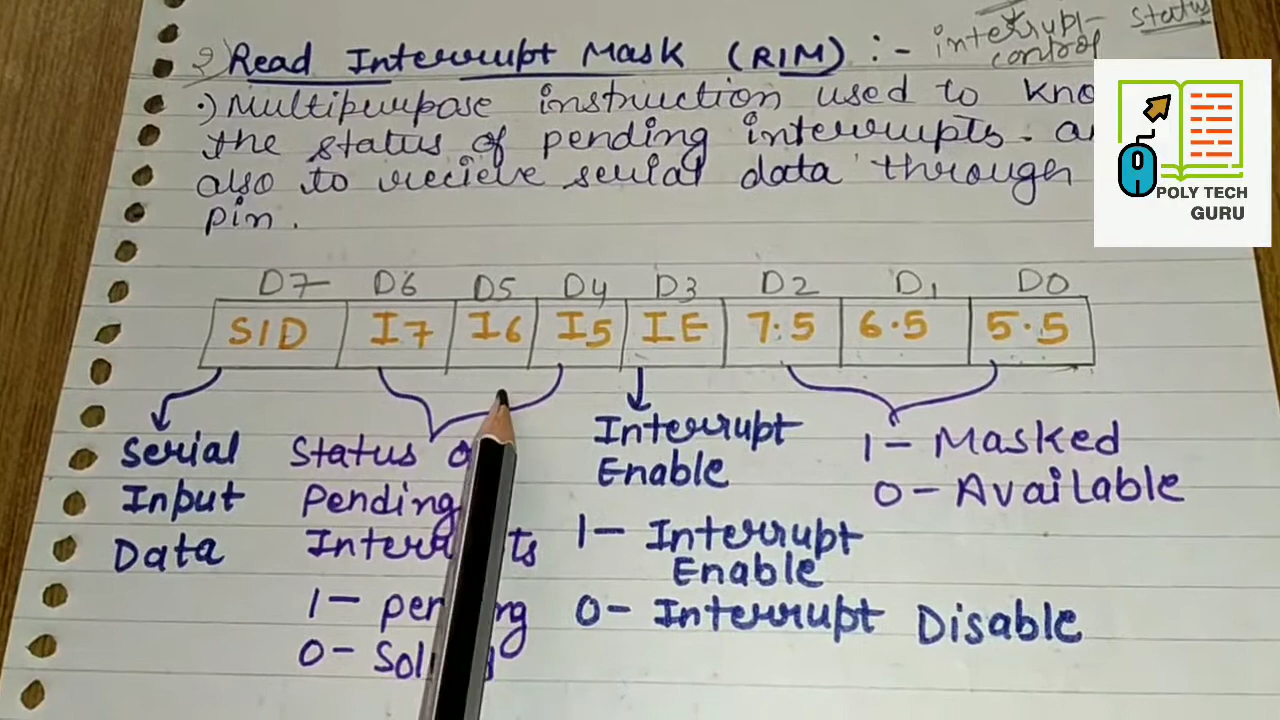 interrupt status
control
2) Read Interrupt Mask (RIM) :-
•) Multipurpose instruction used to kno
the status of pending interrupts. a
also to recieve serial data through
pin.
D7 D6 D5 D4 D3 D2 D1 D0
SID I7 I6 I5 IE 7.5 6.5 5.5
Serial Input Data
Status o
Pending
Inter ts
1- pen ng
0- Sol
Interrupt Enable
1- Interrupt Enable
0- Interrupt Disable
1- Masked
0- Available
POLY TECH
GURU